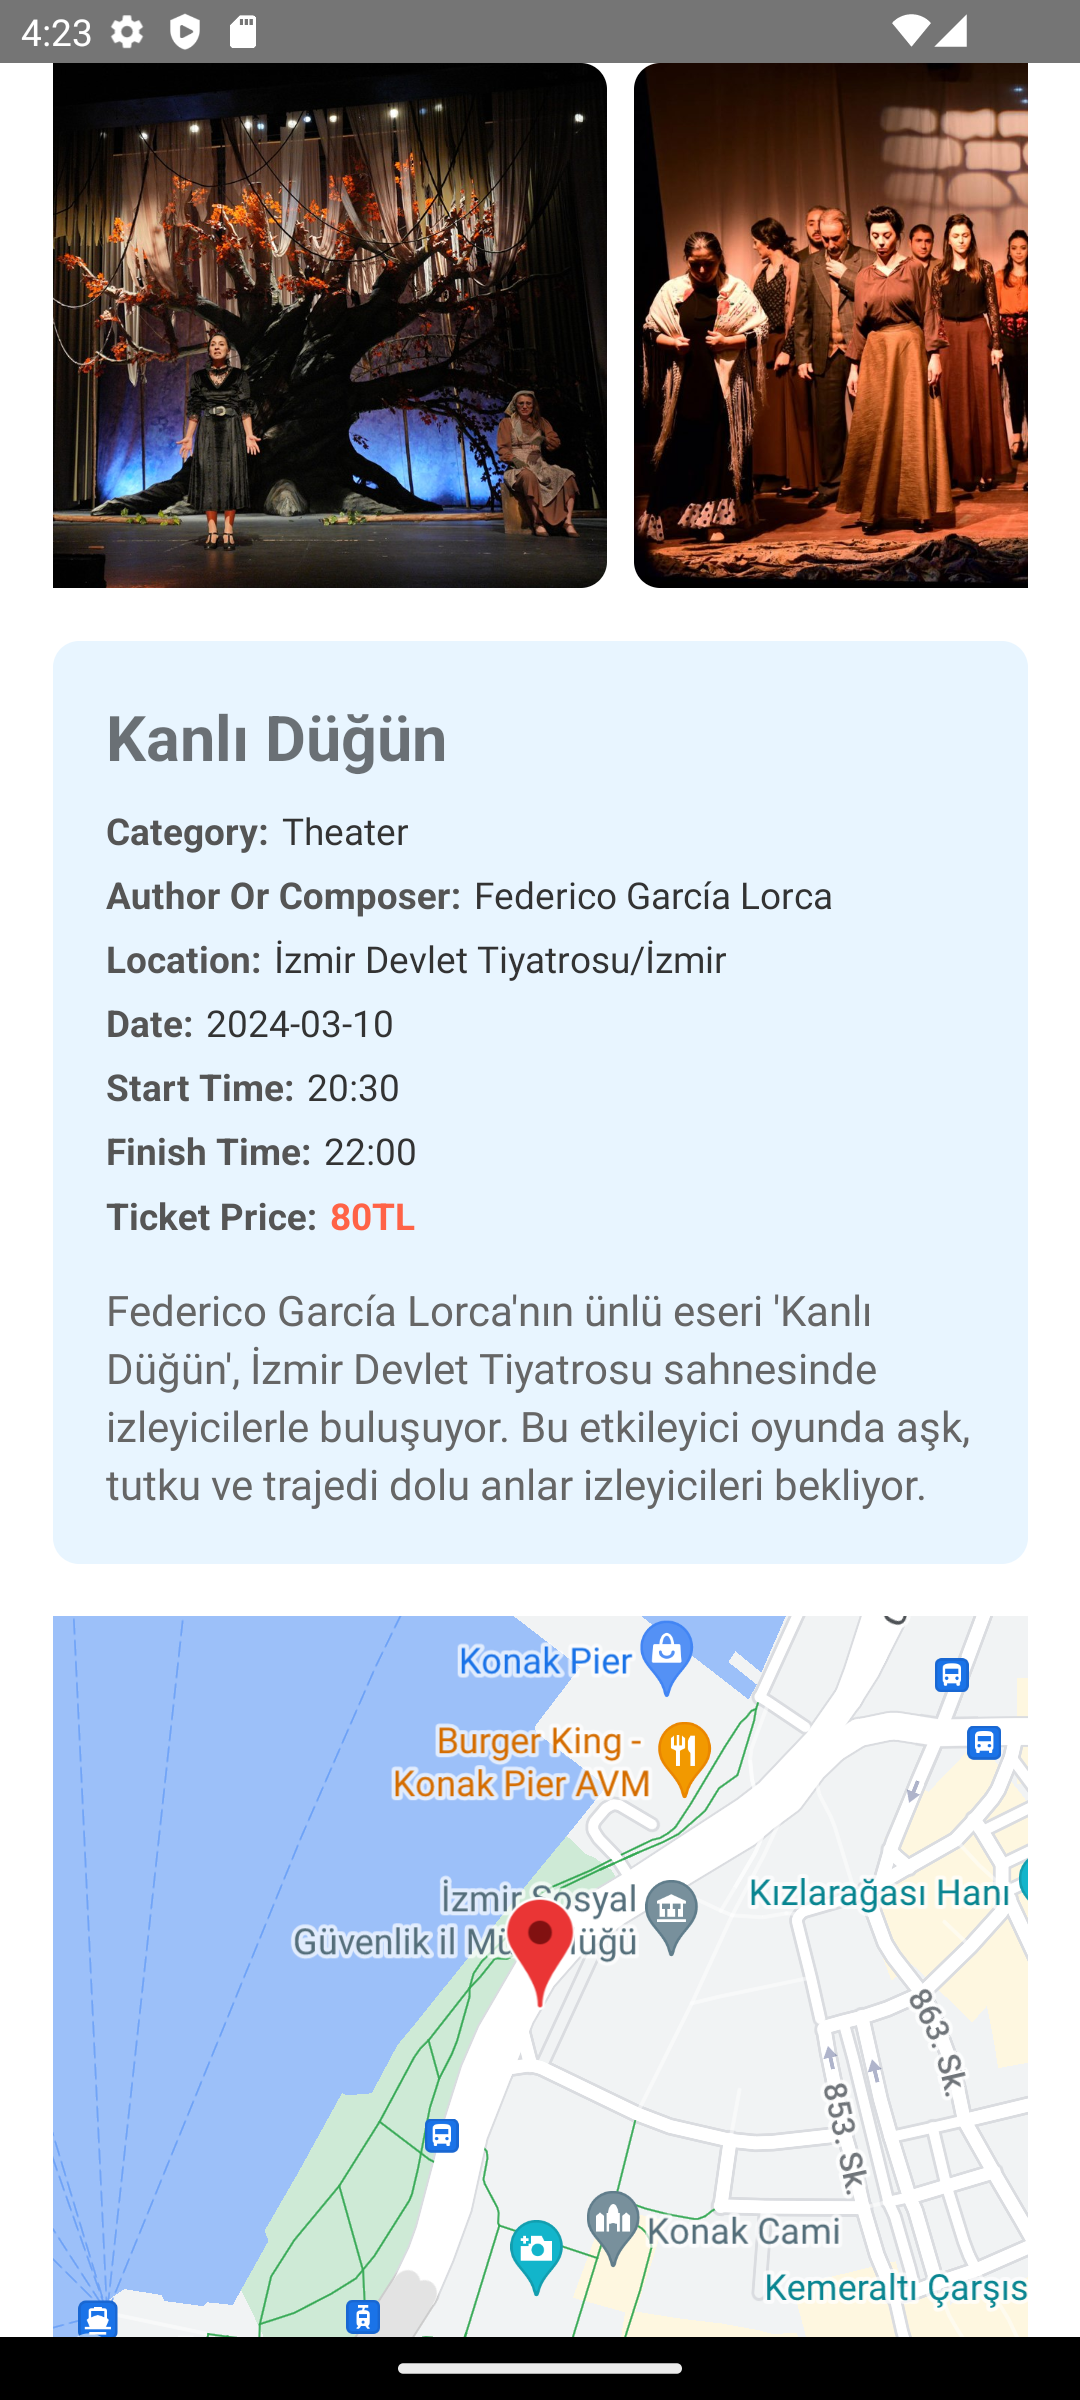 4:23
Kanlı Düğün
Category: Theater
Author Or Composer: Federico García Lorca
Location: İzmir Devlet Tiyatrosu/İzmir
Date: 2024-03-10
Start Time: 20:30
Finish Time: 22:00
Ticket Price: 80TL
Federico García Lorca'nın ünlü eseri 'Kanlı
Düğün', İzmir Devlet Tiyatrosu sahnesinde
izleyicilerle buluşuyor. Bu etkileyici oyunda aşk,
tutku ve trajedi dolu anlar izleyicileri bekliyor.
Konak Pier
Burger King -
Konak Pier AVM
İzmir Sosyal
Güvenlik il
Kızlarağası Hanı
863. Sk.
853. Sk.
Konak Cami
Kemeraltı Çarşıs